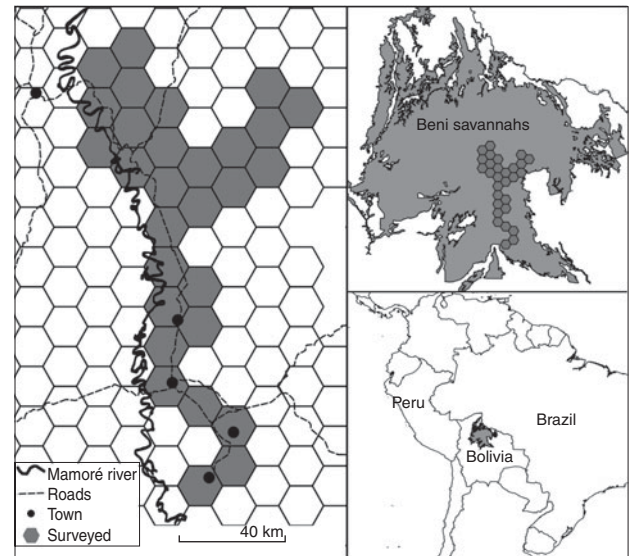 Mamoré river
Roads
Town
Surveyed
40 km
Beni savannahs
Peru
Brazil
Bolivia